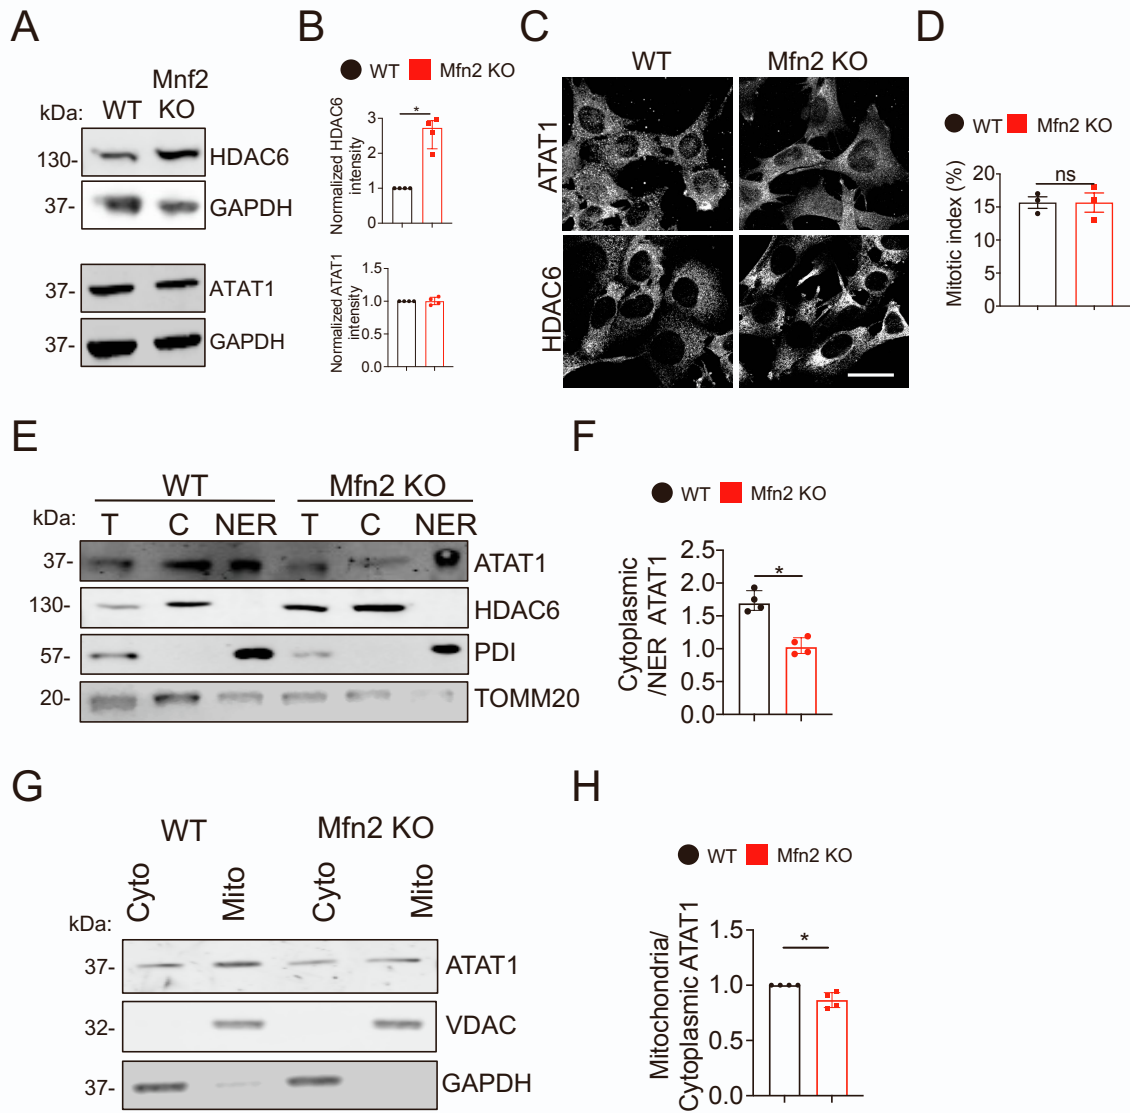 A
Mnf2
WT KO
kDa:
130- HDAC6
37- GAPDH
37- ATAT1
37- GAPDH
B
WT Mfn2 KO
*
Normalized HDAC6
intensity
3
2
1
0
Normalized ATAT1
intensity
1.5
1.0
0.5
0.0
C
WT Mfn2 KO
ATAT1
HDAC6
D
WT Mfn2 KO
ns
Mitotic index (%)
20
15
10
5
0
E
WT Mfn2 KO
kDa: T C NER T C NER
37- ATAT1
130- HDAC6
57- PDI
20- TOMM20
F
WT Mfn2 KO
*
Cytoplasmic
/NER ATAT1
2.5
2.0
1.5
1.0
0.5
0.0
G
WT Mfn2 KO
kDa: Cyto Mito Cyto Mito
37- ATAT1
32- VDAC
37- GAPDH
H
WT Mfn2 KO
*
Mitochondria/
Cytoplasmic ATAT1
1.5
1.0
0.5
0.0